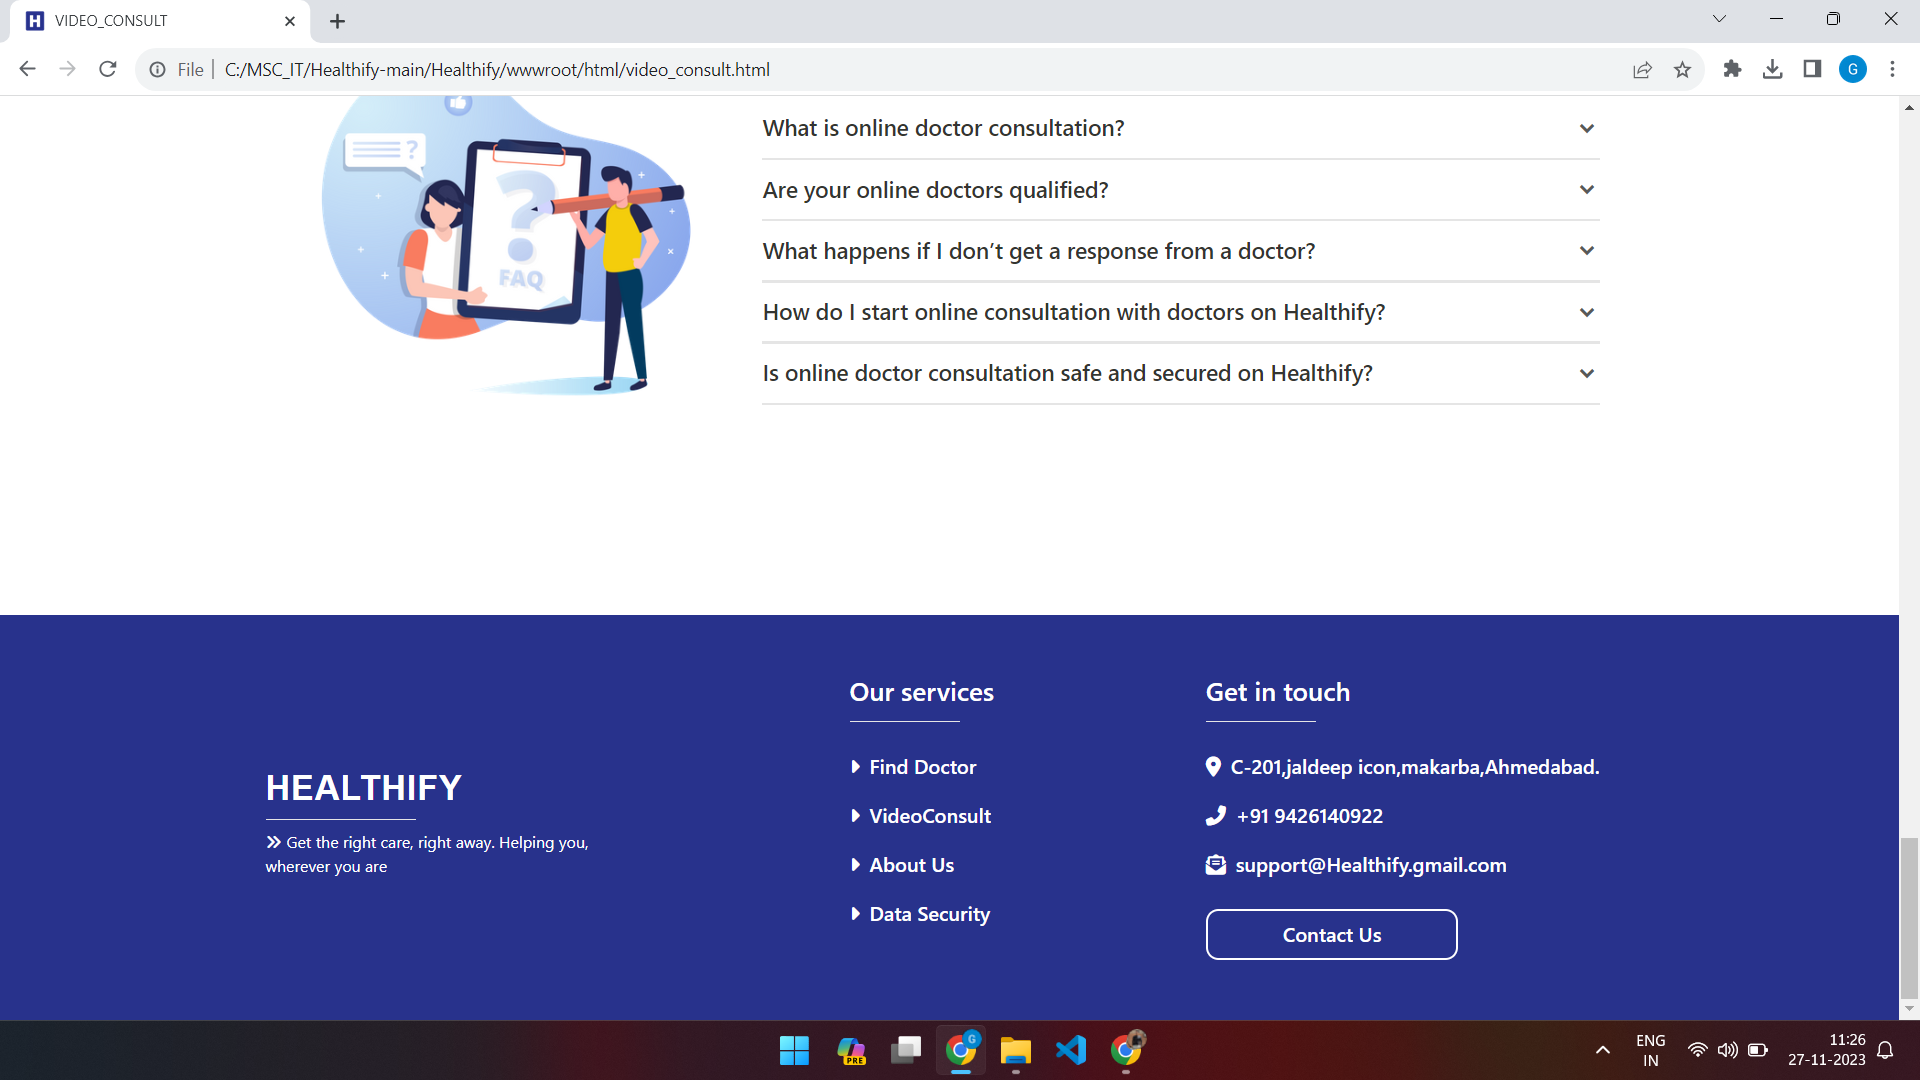 H VIDEO_CONSULT
File C:/MSC_IT/Healthify-main/Healthify/wwwroot/html/video_consult.html
G
What is online doctor consultation?
Are your online doctors qualified?
What happens if I don’t get a response from a doctor?
How do I start online consultation with doctors on Healthify?
Is online doctor consultation safe and secured on Healthify?
?
?
FAQ
HEALTHIFY
Get the right care, right away. Helping you,
wherever you are
Our services
Find Doctor
VideoConsult
About Us
Data Security
Get in touch
C-201,jaldeep icon,makarba,Ahmedabad.
+91 9426140922
support@Healthify.gmail.com
Contact Us
PRE
G
ENG
IN
11:26
27-11-2023